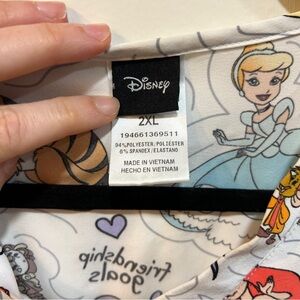 Disney
2XL
194661369511
94% POLYESTER / POLIÉSTER
6% SPANDEX / ELASTANO
MADE IN VIETNAM
HECHO EN VIETNAM
friendship
goals